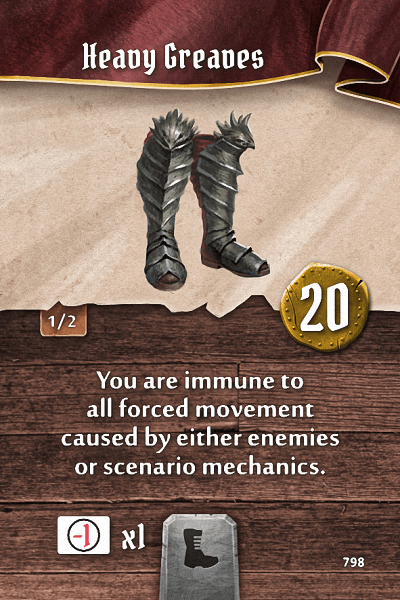 Heavy Greaves
1/2
20
You are immune to
all forced movement
caused by either enemies
or scenario mechanics.
-1 x1
798